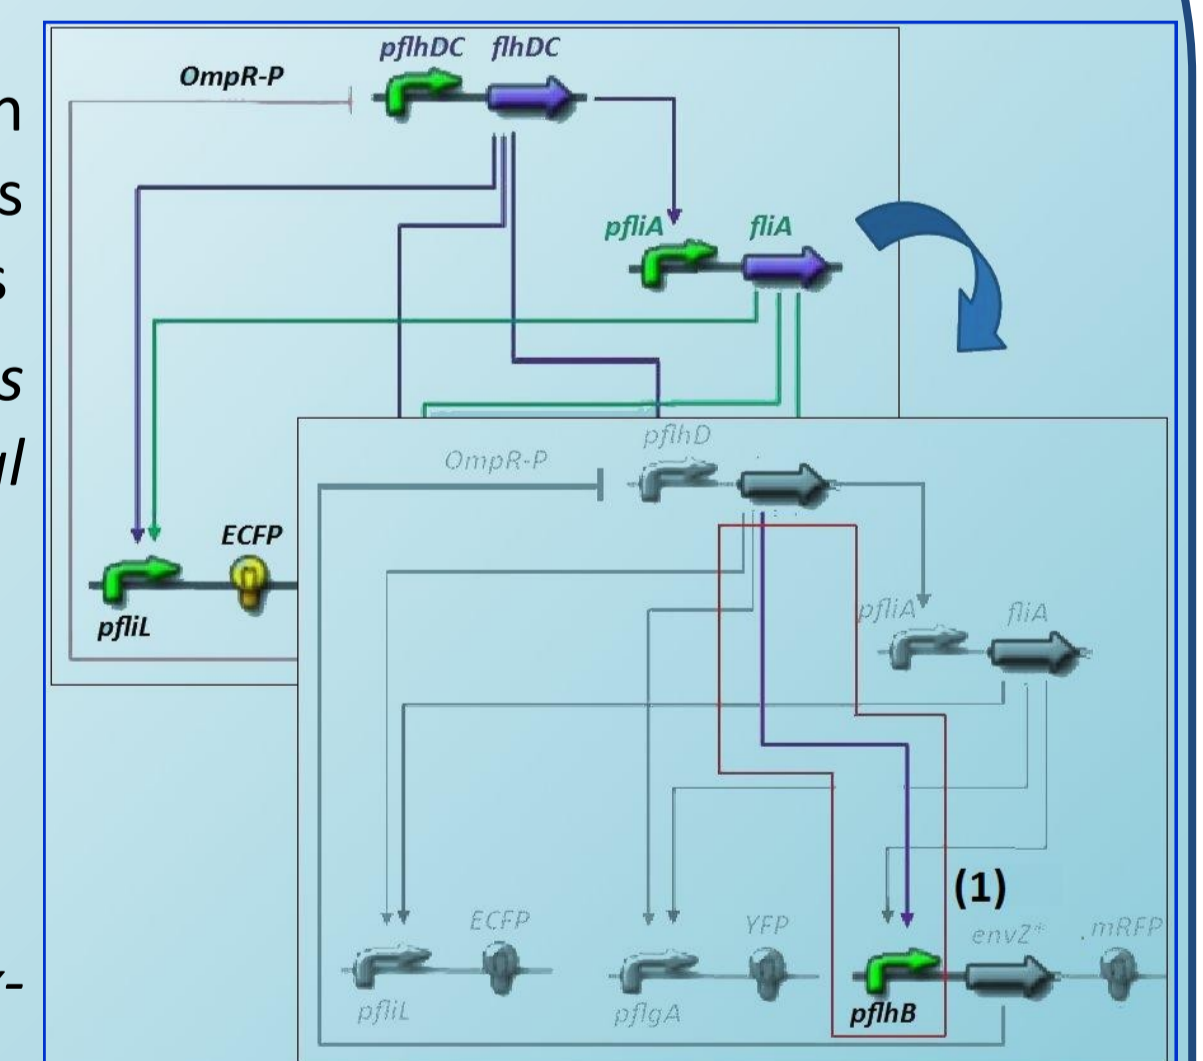 pflhDC flhDC
OmpR-P
n
s
s
s
pfliA fliA
ECFP
pfliL
pflhD
OmpR-P
pfliA fliA
(1)
ECFP YFP envZ* .mRFP
pfliL pflgA pflhB